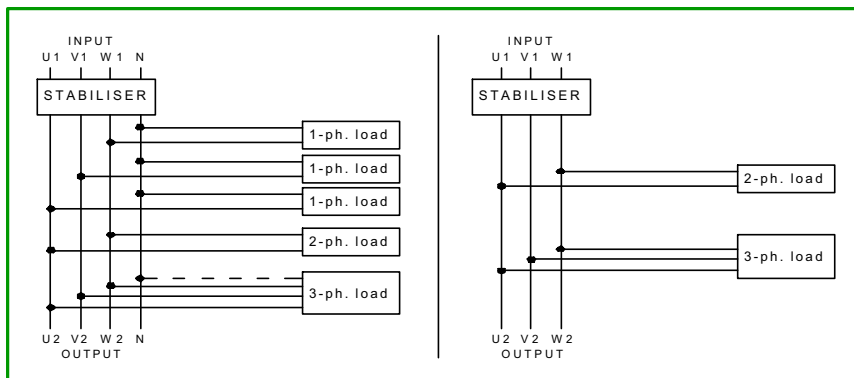 INPUT
U1 V1 W1 N
STABILISER
1-ph. load
1-ph. load
1-ph. load
2-ph. load
3-ph. load
U2 V2 W2 N
OUTPUT
INPUT
U1 V1 W1
STABILISER
2-ph. load
3-ph. load
U2 V2 W2
OUTPUT